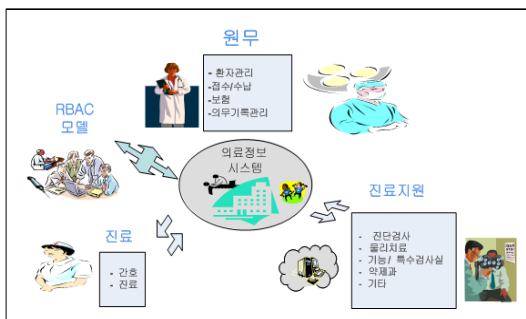 원무
- 환자관리
- 접수/수납
- 보험
- 의무기록관리
RBAC
모델
의료정보
시스템
진료지원
- 진단검사
- 물리치료
- 기능/ 특수검사실
- 약제과
- 기타
진료
- 간호
- 진료